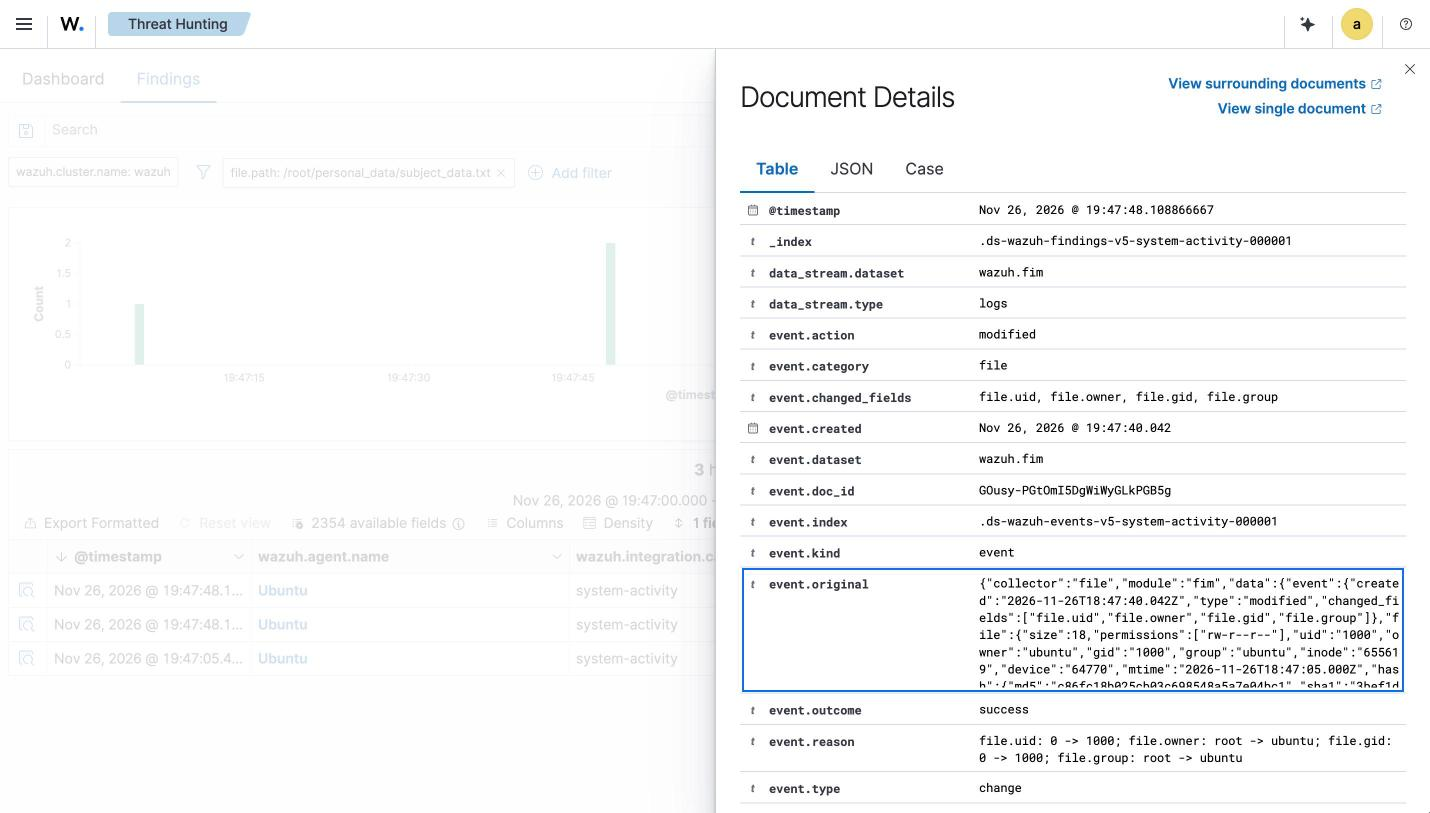 W.
Threat Hunting
a
Dashboard
Findings
Search
wazuh.cluster.name: wazuh
file.path: /root/personal_data/subject_data.txt
Add filter
Count
2
1.5
1
0.5
0
19:47:15
19:47:30
19:47:45
@timest
3 h
Nov 26, 2026 @ 19:47:00.000 -
Export Formatted
Reset view
2354 available fields
Columns
Density
1 fie
@timestamp
wazuh.agent.name
wazuh.integration.c
Nov 26, 2026 @ 19:47:48.1...
Ubuntu
system-activity
Nov 26, 2026 @ 19:47:48.1...
Ubuntu
system-activity
Nov 26, 2026 @ 19:47:05.4...
Ubuntu
system-activity
Document Details
View surrounding documents
View single document
Table
JSON
Case
@timestamp
Nov 26, 2026 @ 19:47:48.108866667
t _index
.ds-wazuh-findings-v5-system-activity-000001
t data_stream.dataset
wazuh.fim
t data_stream.type
logs
t event.action
modified
t event.category
file
t event.changed_fields
file.uid, file.owner, file.gid, file.group
event.created
Nov 26, 2026 @ 19:47:40.042
t event.dataset
wazuh.fim
t event.doc_id
GOusy-PGtOmI5DgWiWyGLkPGB5g
t event.index
.ds-wazuh-events-v5-system-activity-000001
t event.kind
event
t event.original
{"collector":"file","module":"fim","data":{"event":{"create
d":"2026-11-26T18:47:40.042Z","type":"modified","changed_fi
elds":["file.uid","file.owner","file.gid","file.group"]},"f
ile":{"size":18,"permissions":["rw-r--r--"],"uid":"1000","o
wner":"ubuntu","gid":"1000","group":"ubuntu","inode":"65561
9","device":"64770","mtime":"2026-11-26T18:47:05.000Z","has
h":{"md5":"c86fc18b025cb03c698548a5a7e04bc1","sha1":"3bef1d
t event.outcome
success
t event.reason
file.uid: 0 -> 1000; file.owner: root -> ubuntu; file.gid:
0 -> 1000; file.group: root -> ubuntu
t event.type
change